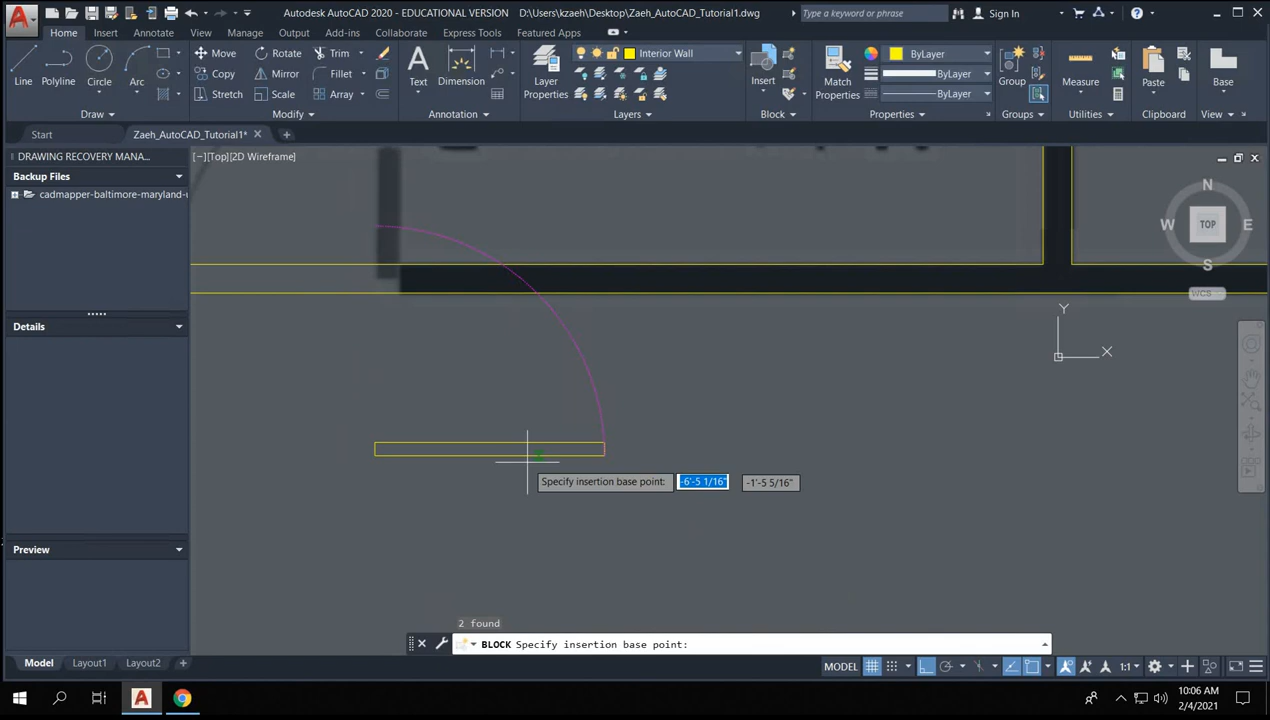 Autodesk AutoCAD 2020 - EDUCATIONAL VERSION D:\Users\kzaeh\Desktop\Zaeh_AutoCAD_Tutorial1.dwg Type a keyword or phrase Sign In
Home Insert Annotate View Manage Output Add-ins Collaborate Express Tools Featured Apps
Move Rotate Trim Interior Wall ByLayer
Copy Mirror Fillet ByLayer
Line Polyline Circle Arc Text Dimension Layer Properties Insert Match Properties Group Measure Paste Base
Stretch Scale Array ByLayer
Draw Modify Annotation Layers Block Properties Groups Utilities Clipboard View
Start Zaeh_AutoCAD_Tutorial1*
DRAWING RECOVERY MANA... [−][Top][2D Wireframe]
Backup Files
cadmapper-baltimore-maryland-u
N
W TOP E
S
WCS
Y
X
Details
Specify insertion base point: -6'-5 1/16" -1'-5 5/16"
Preview
2 found
BLOCK Specify insertion base point:
Model Layout1 Layout2 + MODEL 1:1
10:06 AM
2/4/2021